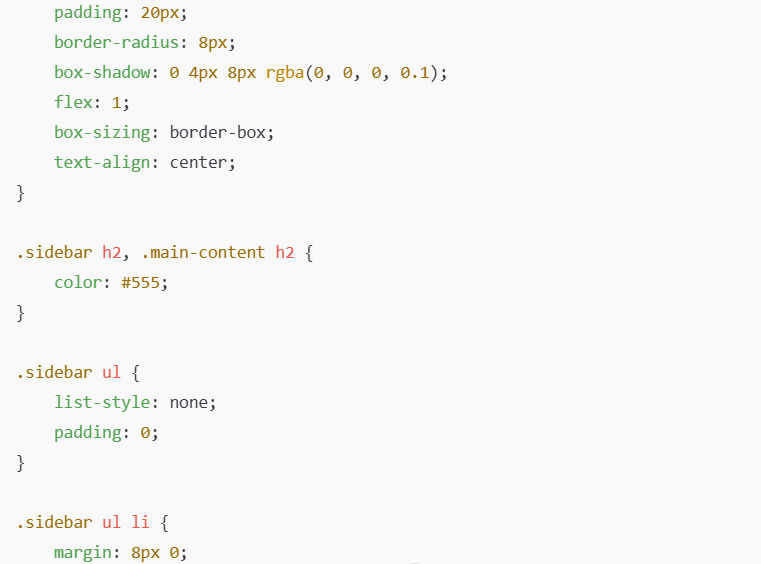 padding: 20px;
    border-radius: 8px;
    box-shadow: 0 4px 8px rgba(0, 0, 0, 0.1);
    flex: 1;
    box-sizing: border-box;
    text-align: center;
}

.sidebar h2, .main-content h2 {
    color: #555;
}

.sidebar ul {
    list-style: none;
    padding: 0;
}

.sidebar ul li {
    margin: 8px 0;